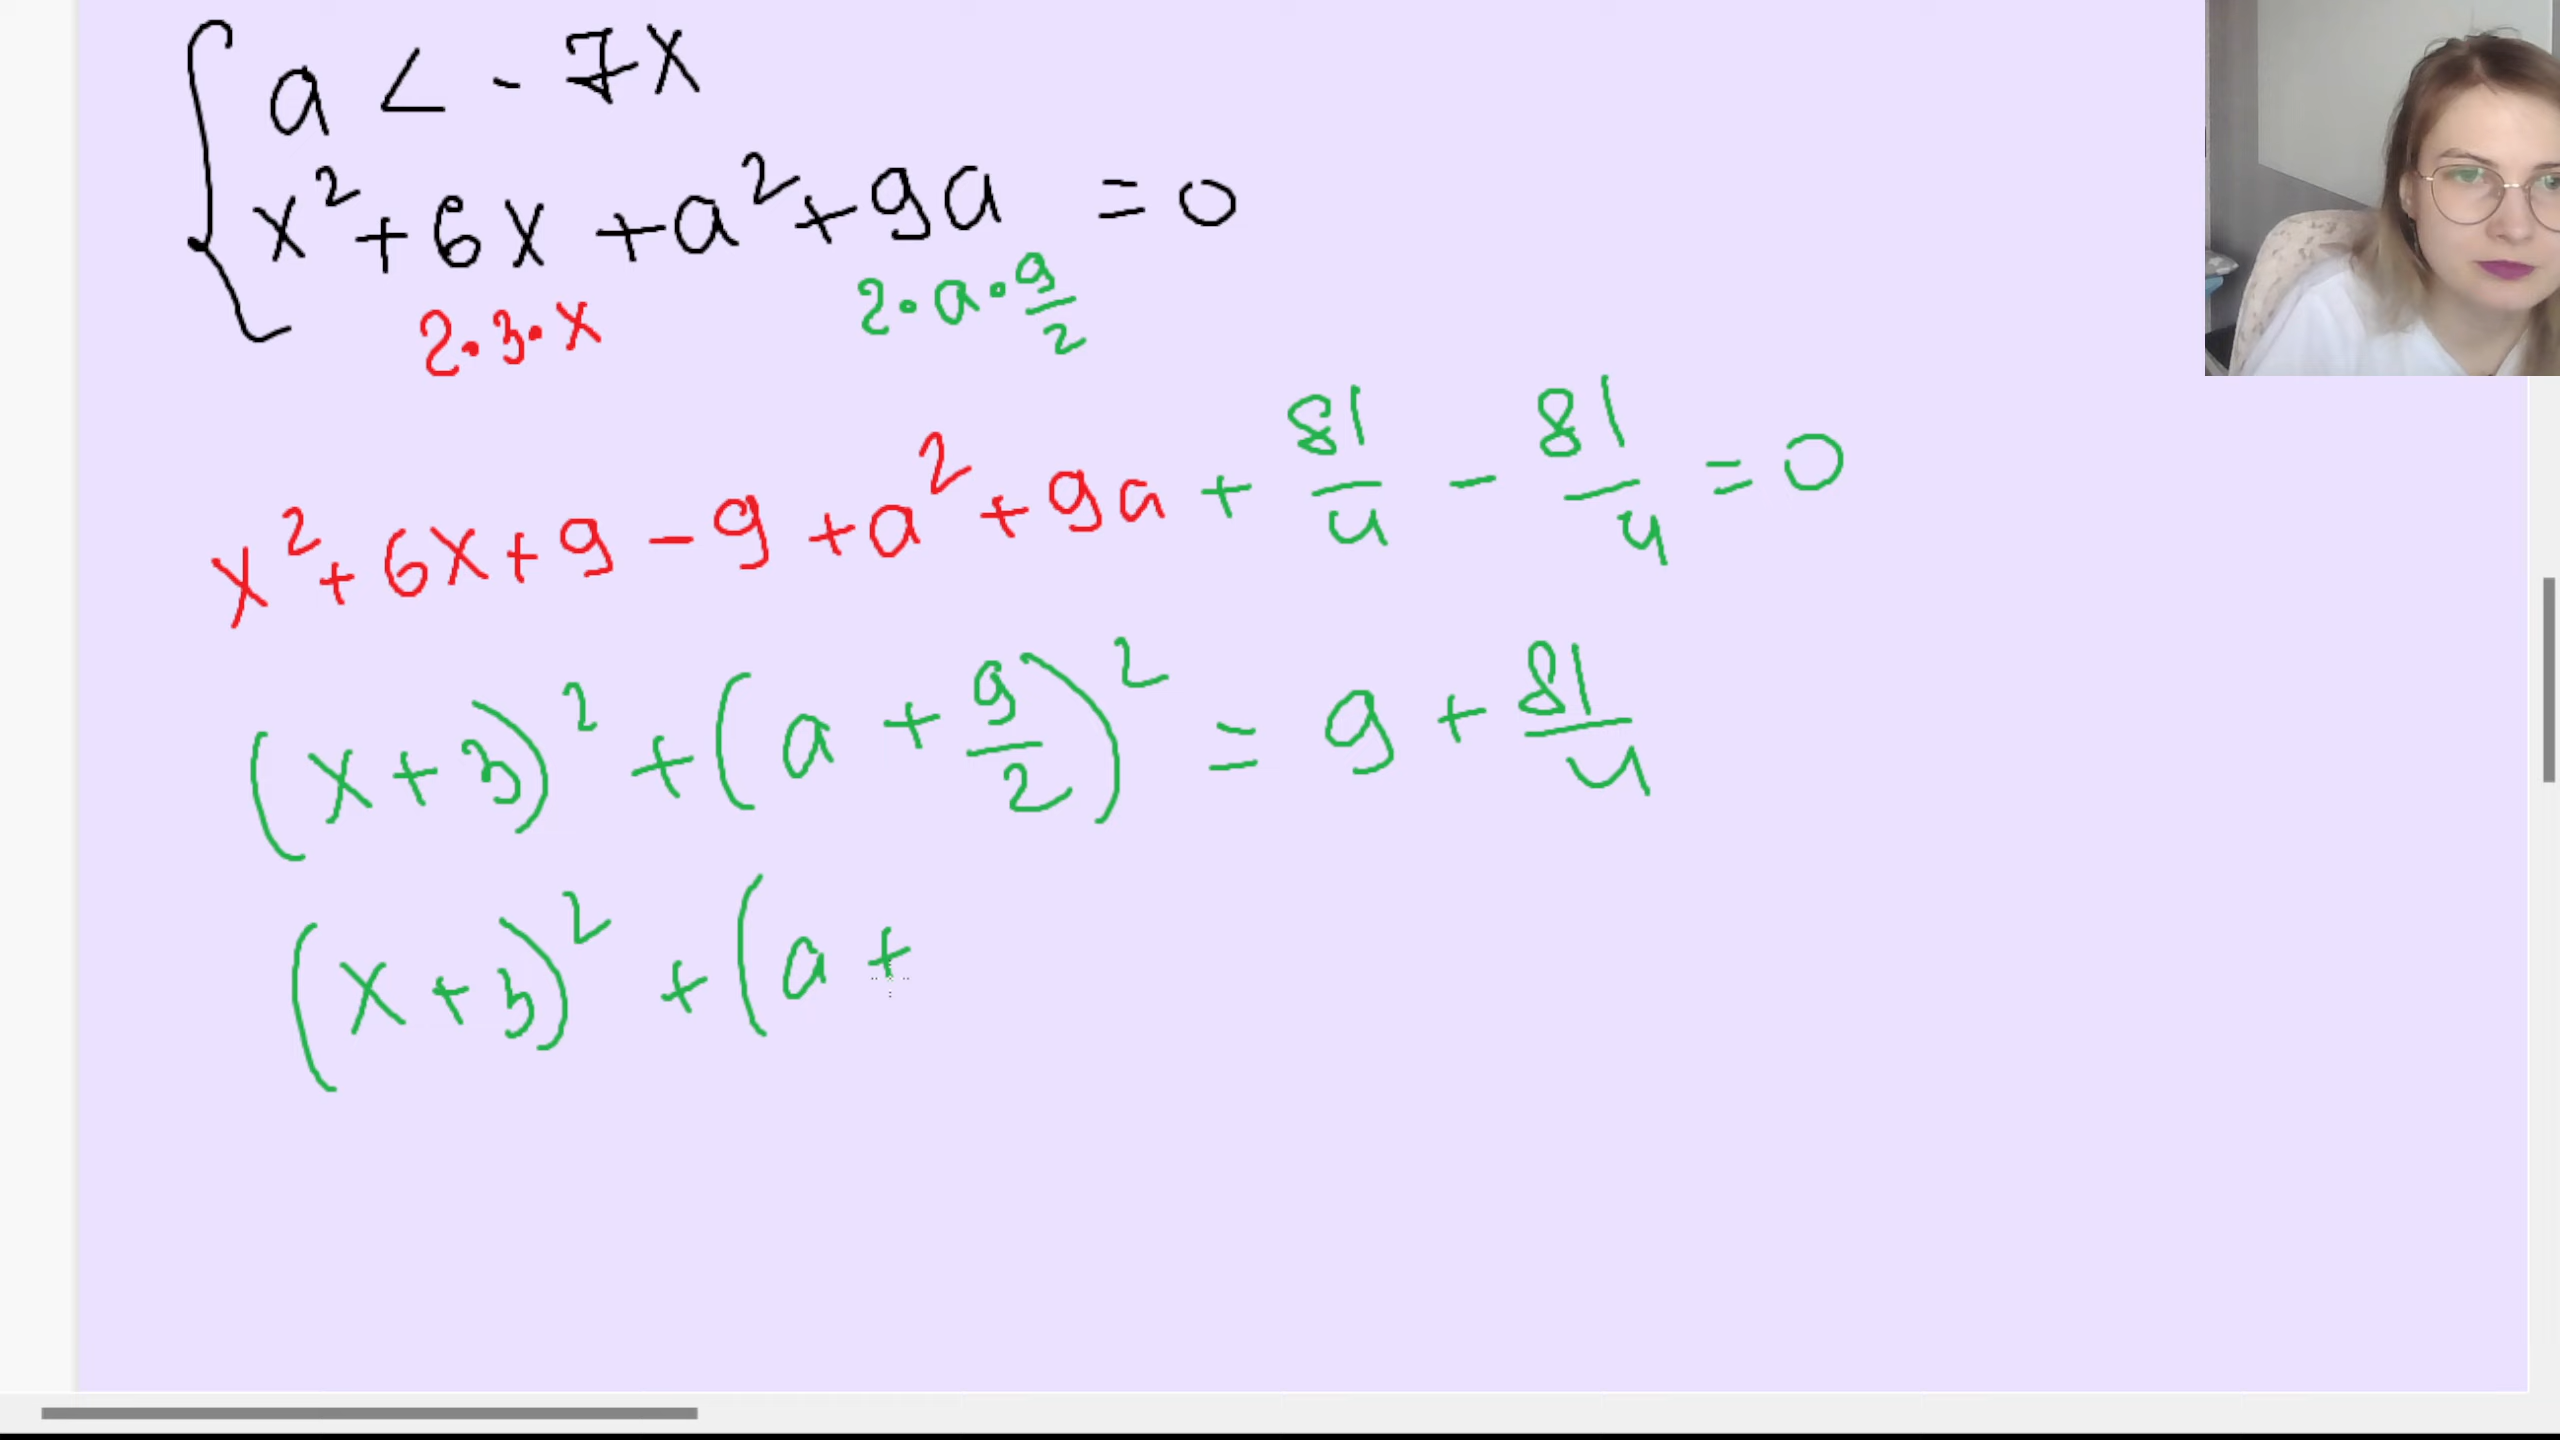 { a < - 7x
x² + 6x + a² + 9a = 0
2·3·x 2·a·9/2
x² + 6x + 9 - 9 + a² + 9a + 81/4 - 81/4 = 0
(x+3)² + (a + 9/2)² = 9 + 81/4
(x+3)² + (a +